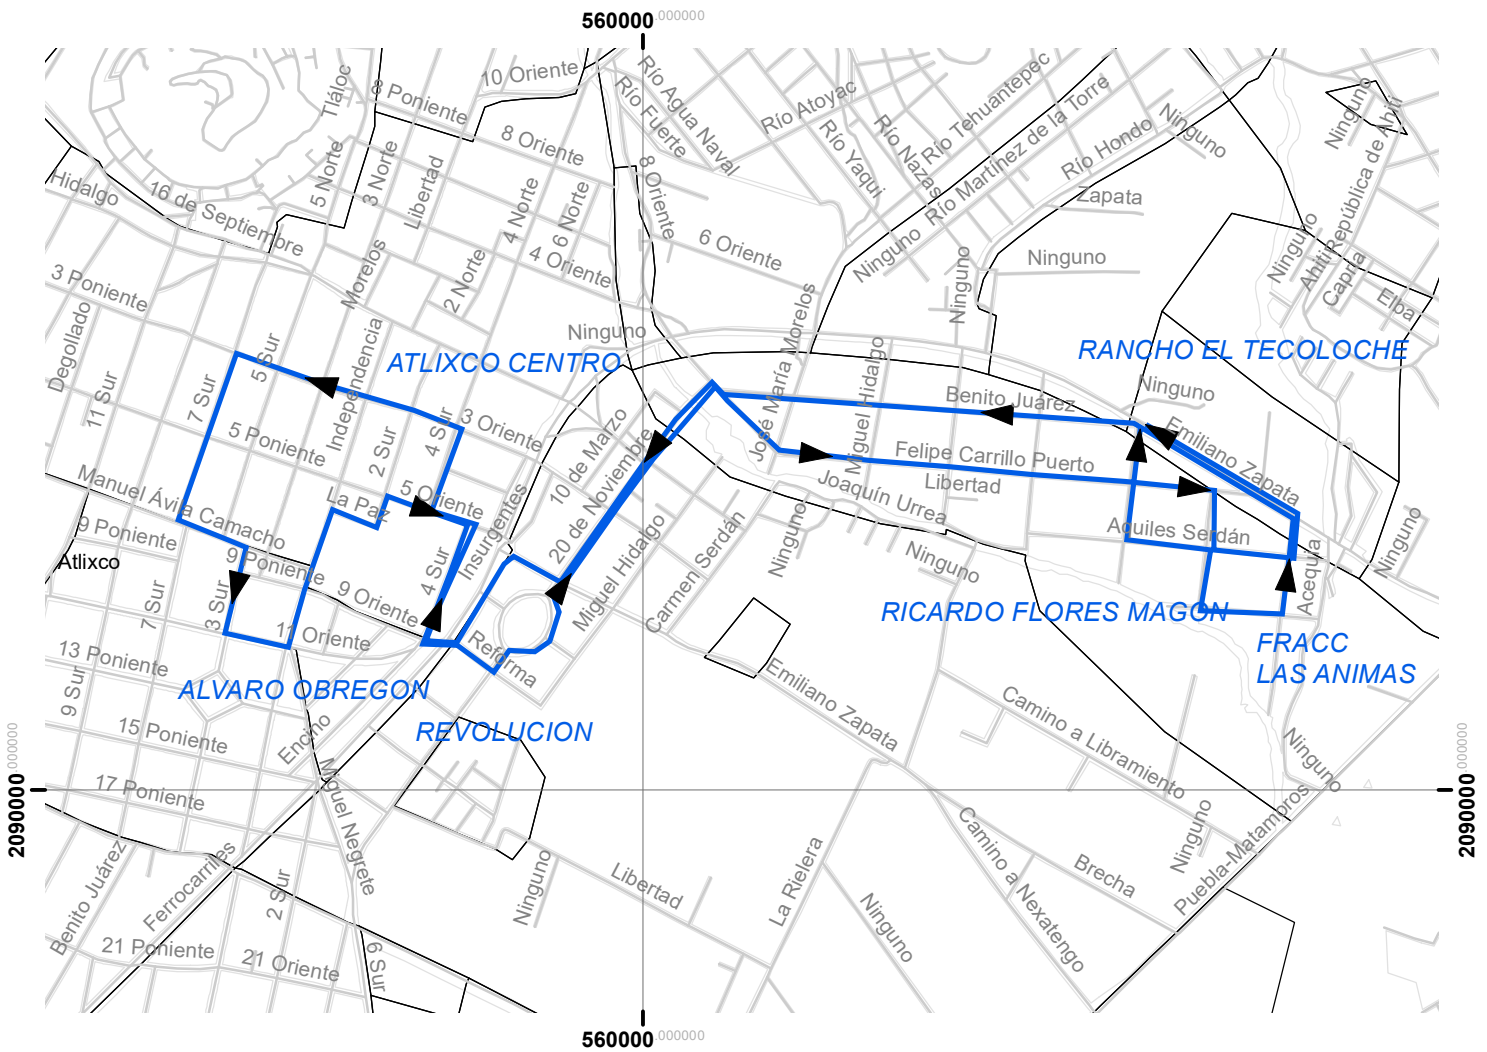 560000.000000
10 Oriente
Río Agua Naval
Río Fuerte
Tláloc
8 Poniente
Río Atoyac
Río Tehuantepec
Río Martínez de la Torre
Río Yaqui
Río Nazas
Río Hondo
Ninguno
Ninguno
República de Ahiti
8 Oriente
8 Oriente
Hidalgo
16 de Septiembre
5 Norte
3 Norte
Libertad
4 Norte
6 Norte
6 Oriente
Zapata
Ninguno
Ninguno
Ninguno
Ninguno
Ahiti
Capria
Elba
3 Poniente
Morelos
2 Norte
4 Oriente
Degollado
5 Sur
Independencia
Ninguno
José María Morelos
Miguel Hidalgo
ATLIXCO CENTRO
RANCHO EL TECOLOCHE
11 Sur
7 Sur
5 Poniente
2 Sur
4 Sur
3 Oriente
10 de Marzo
20 de Noviembre
Benito Juárez
Ninguno
Emiliano Zapata
Felipe Carrillo Puerto
Libertad
Joaquín Urrea
Manuel Ávila Camacho
La Paz
5 Oriente
Insurgentes
9 Poniente
9 Poniente
Atlixco
Miguel Hidalgo
Carmen Serdán
Ninguno
Ninguno
Aquiles Serdán
Ninguno
Acequia
7 Sur
3 Sur
9 Oriente
4 Sur
11 Oriente
Reforma
RICARDO FLORES MAGON
FRACC
LAS ANIMAS
13 Poniente
9 Sur
ALVARO OBREGON
REVOLUCION
Emiliano Zapata
Camino a Libramiento
15 Poniente
Encino
Ninguno
2090000.000000
2090000.000000
17 Poniente
Miguel Negrete
Puebla-Matamoros
Ninguno
Benito Juárez
Ferrocarriles
2 Sur
Ninguno
Libertad
La Rielera
Ninguno
Camino a Nexatengo
Brecha
21 Poniente
21 Oriente
6 Sur
560000.000000